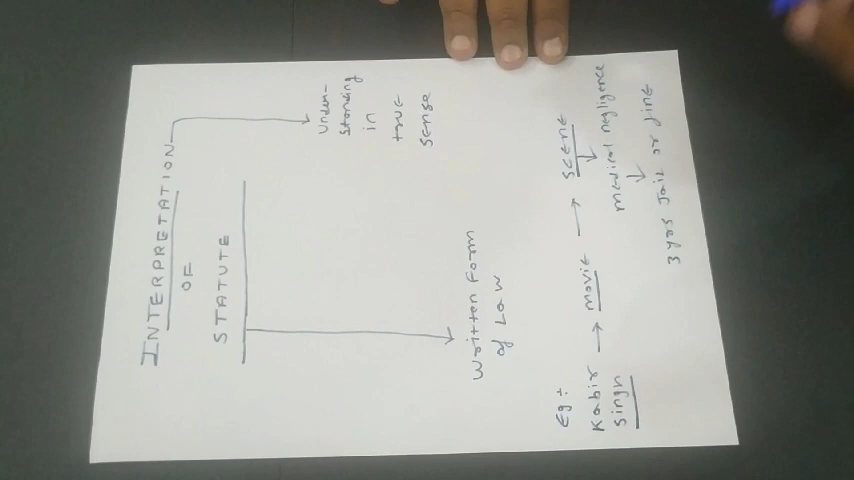 INTERPRETATION
OF
STATUTE
under-
standing
in
true
sense
Written Form
of Law
Eg:
Kabir → movie → scene
Singh
medical negligence
3 yrs Jail or fine